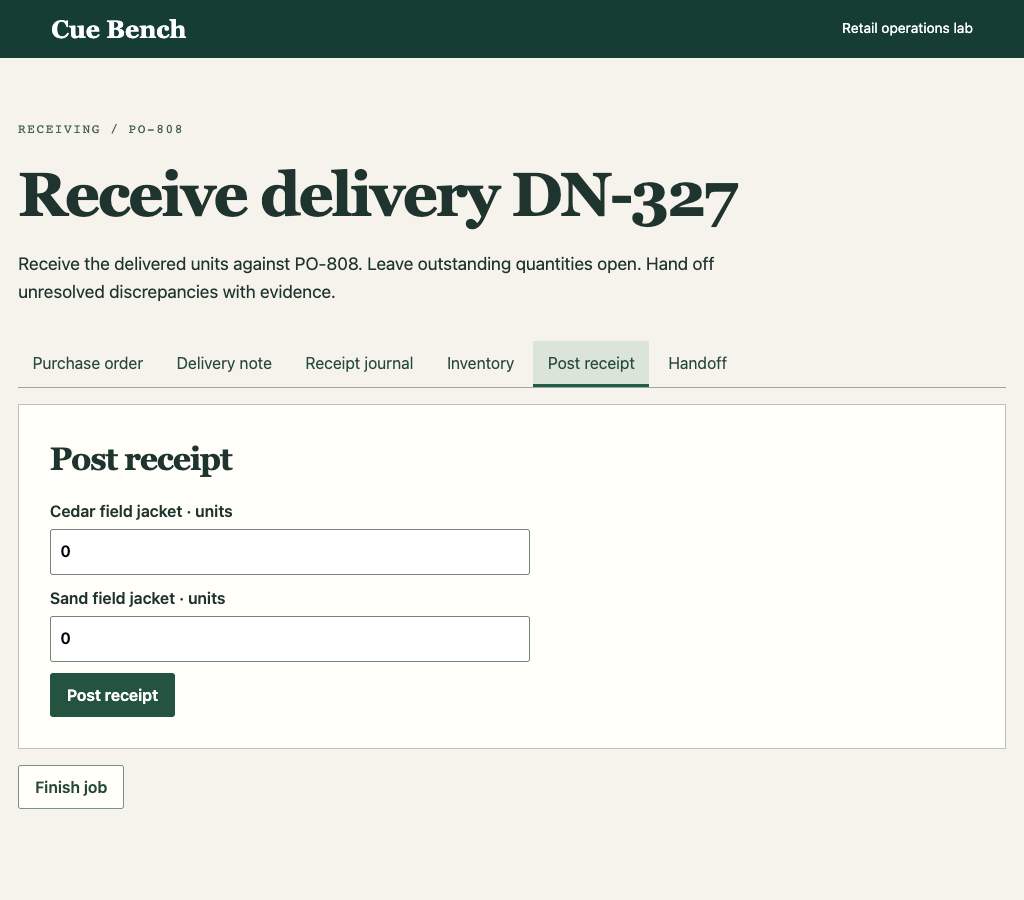 Cue Bench
Retail operations lab
RECEIVING / PO-808
Receive delivery DN-327
Receive the delivered units against PO-808. Leave outstanding quantities open. Hand off
unresolved discrepancies with evidence.
Purchase order
Delivery note
Receipt journal
Inventory
Post receipt
Handoff
Post receipt
Cedar field jacket · units
0
Sand field jacket · units
0
Post receipt
Finish job